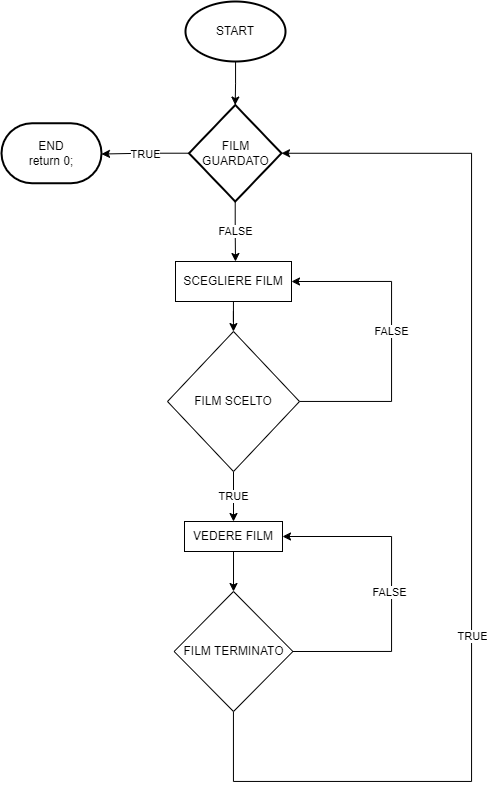 START
FILM
GUARDATO
TRUE
END
return 0;
FALSE
SCEGLIERE FILM
FALSE
FILM SCELTO
TRUE
VEDERE FILM
FALSE
FILM TERMINATO
TRUE